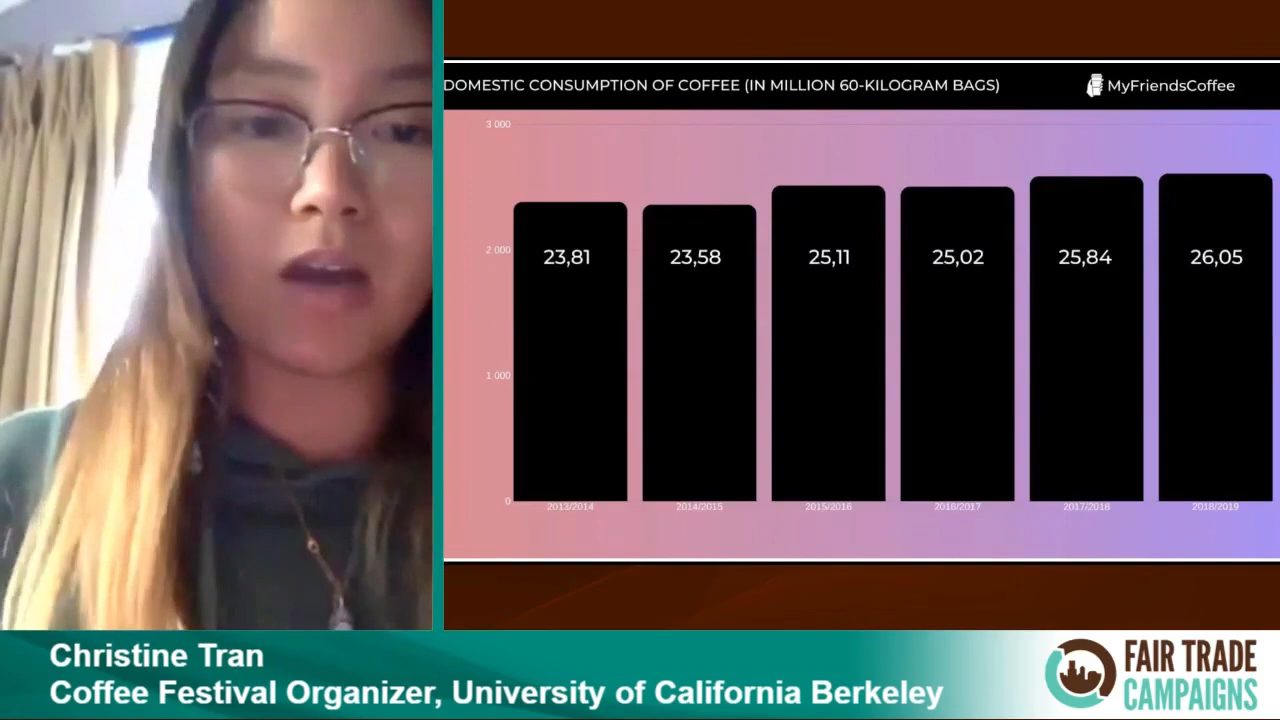 DOMESTIC CONSUMPTION OF COFFEE (IN MILLION 60-KILOGRAM BAGS)
MyFriendsCoffee
3 000
2 000
1 000
0
23,81
23,58
25,11
25,02
25,84
26,05
2013/2014
2014/2015
2015/2016
2016/2017
2017/2018
2018/2019
Christine Tran
Coffee Festival Organizer, University of California Berkeley
FAIR TRADE
CAMPAIGNS